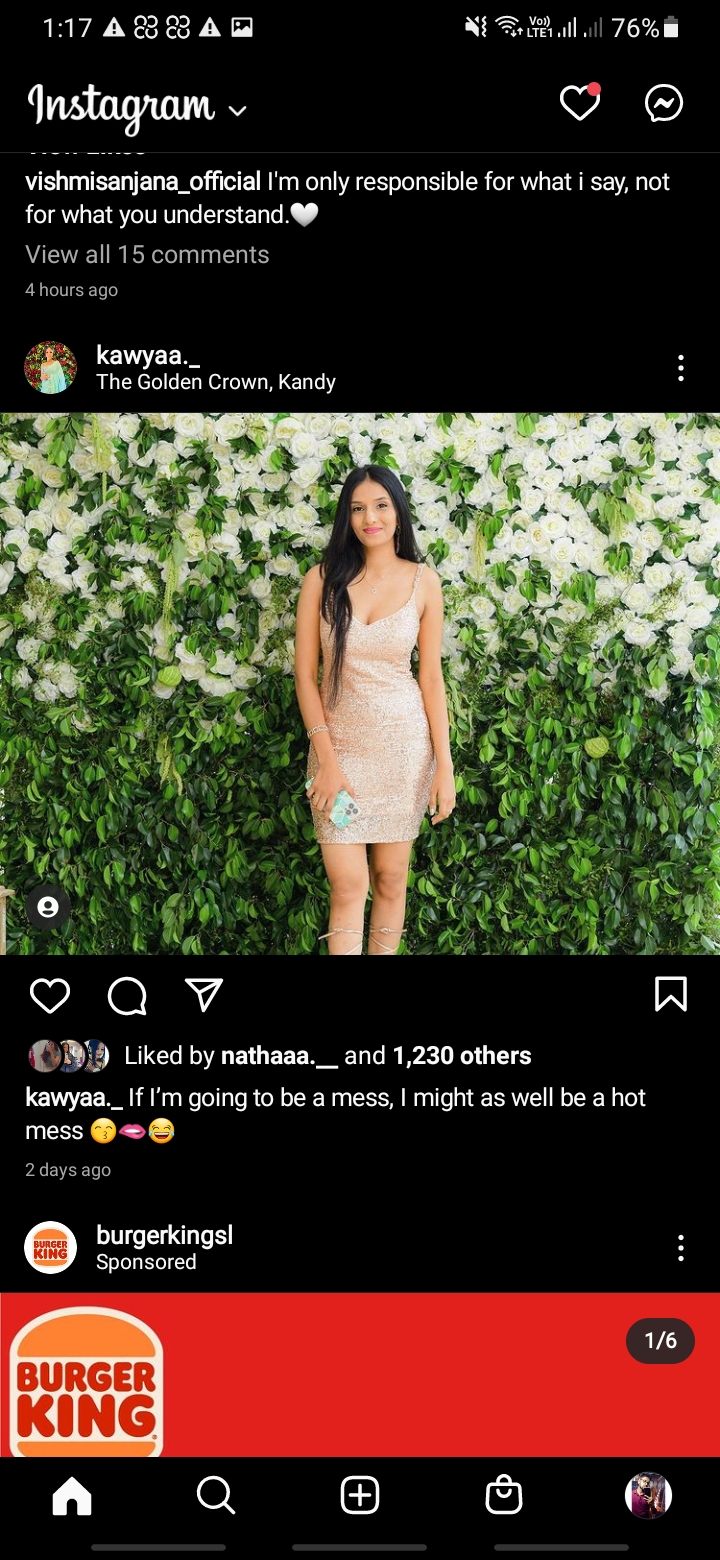 1:17 Vo)) LTE1 76%
Instagram
vishmisanjana_official I'm only responsible for what i say, not
for what you understand.🤍
View all 15 comments
4 hours ago
kawyaa._
The Golden Crown, Kandy
Liked by nathaaa.__ and 1,230 others
kawyaa._ If I’m going to be a mess, I might as well be a hot
mess 😙🫦😂
2 days ago
BURGER
KING
burgerkingsl
Sponsored
1/6
BURGER
KING